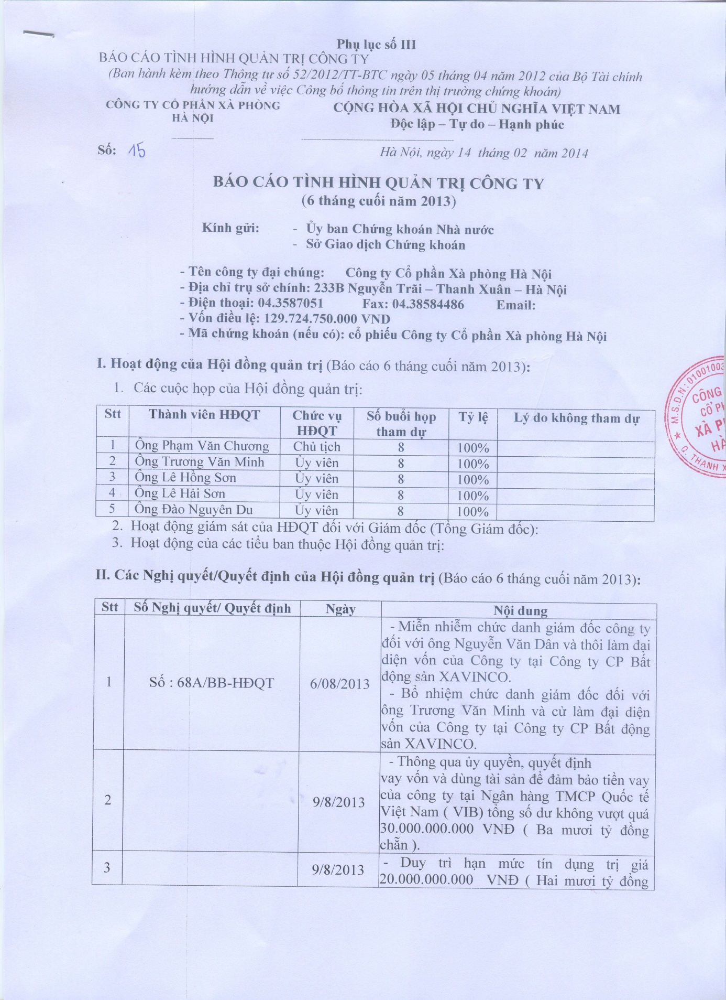 Phụ lục số III
BÁO CÁO TÌNH HÌNH QUẢN TRỊ CÔNG TY
(Ban hành kèm theo Thông tư số 52/2012/TT-BTC ngày 05 tháng 04 năm 2012 của Bộ Tài chính
hướng dẫn về việc Công bố thông tin trên thị trường chứng khoán)
CÔNG TY CỔ PHẦN XÀ PHÒNG
HÀ NỘI
CỘNG HÒA XÃ HỘI CHỦ NGHĨA VIỆT NAM
Độc lập – Tự do – Hạnh phúc
Số: 15
Hà Nội, ngày 14 tháng 02 năm 2014
BÁO CÁO TÌNH HÌNH QUẢN TRỊ CÔNG TY
(6 tháng cuối năm 2013)
Kính gửi: - Ủy ban Chứng khoán Nhà nước
- Sở Giao dịch Chứng khoán
- Tên công ty đại chúng: Công ty Cổ phần Xà phòng Hà Nội
- Địa chỉ trụ sở chính: 233B Nguyễn Trãi – Thanh Xuân – Hà Nội
- Điện thoại: 04.3587051 Fax: 04.38584486 Email:
- Vốn điều lệ: 129.724.750.000 VND
- Mã chứng khoán (nếu có): cổ phiếu Công ty Cổ phần Xà phòng Hà Nội
I. Hoạt động của Hội đồng quản trị (Báo cáo 6 tháng cuối năm 2013):
1. Các cuộc họp của Hội đồng quản trị:
Stt Thành viên HĐQT Chức vụ HĐQT Số buổi họp tham dự Tỷ lệ Lý do không tham dự
1 Ông Phạm Văn Chương Chủ tịch 8 100%
2 Ông Trương Văn Minh Ủy viên 8 100%
3 Ông Lê Hồng Sơn Ủy viên 8 100%
4 Ông Lê Hải Sơn Ủy viên 8 100%
5 Ông Đào Nguyên Du Ủy viên 8 100%
2. Hoạt động giám sát của HĐQT đối với Giám đốc (Tổng Giám đốc):
3. Hoạt động của các tiểu ban thuộc Hội đồng quản trị:
II. Các Nghị quyết/Quyết định của Hội đồng quản trị (Báo cáo 6 tháng cuối năm 2013):
Stt Số Nghị quyết/ Quyết định Ngày Nội dung
1 Số : 68A/BB-HĐQT 6/08/2013
- Miễn nhiễm chức danh giám đốc công ty
đối với ông Nguyễn Văn Dân và thôi làm đại
diện vốn của Công ty tại Công ty CP Bất
động sản XAVINCO.
- Bổ nhiệm chức danh giám đốc đối với
ông Trương Văn Minh và cử làm đại diện
vốn của Công ty tại Công ty CP Bất động
sản XAVINCO.
2 9/8/2013
- Thông qua ủy quyền, quyết định
vay vốn và dùng tài sản để đảm bảo tiền vay
của công ty tại Ngân hàng TMCP Quốc tế
Việt Nam ( VIB) tổng số dư không vượt quá
30.000.000.000 VNĐ ( Ba mươi tỷ đồng
chẵn ).
3 9/8/2013
- Duy trì hạn mức tín dụng trị giá
20.000.000.000 VNĐ ( Hai mươi tỷ đồng
M.S.D.N: 01001003
CÔNG
CỔ PH
XÀ P
HÀ
Q. THANH X